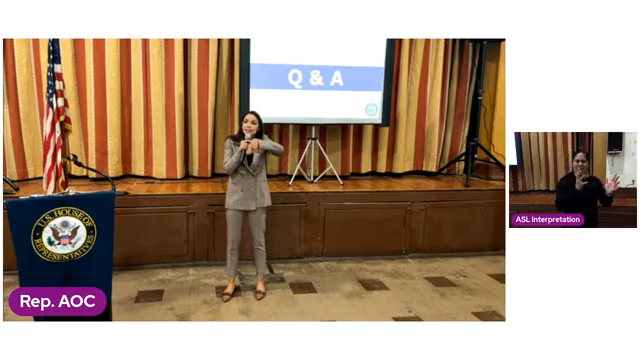 Q & A
U.S. HOUSE OF
REPRESENTATIVES
Rep. AOC
ASL Interpretation